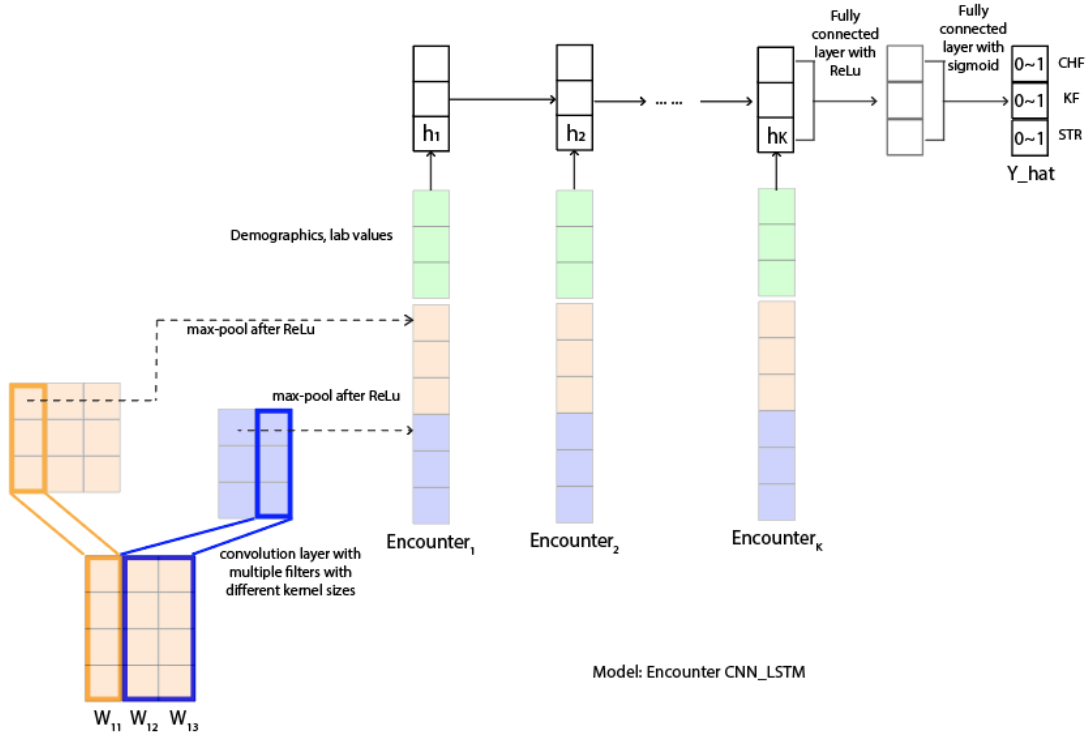 Fully
connected
layer with
ReLu
Fully
connected
layer with
sigmoid
0~1 CHF
0~1 KF
0~1 STR
Y_hat
h1
h2
... ...
hK
Demographics, lab values
max-pool after ReLu
max-pool after ReLu
Encounter1
Encounter2
EncounterK
convolution layer with
multiple filters with
different kernel sizes
Model: Encounter CNN_LSTM
W11 W12 W13